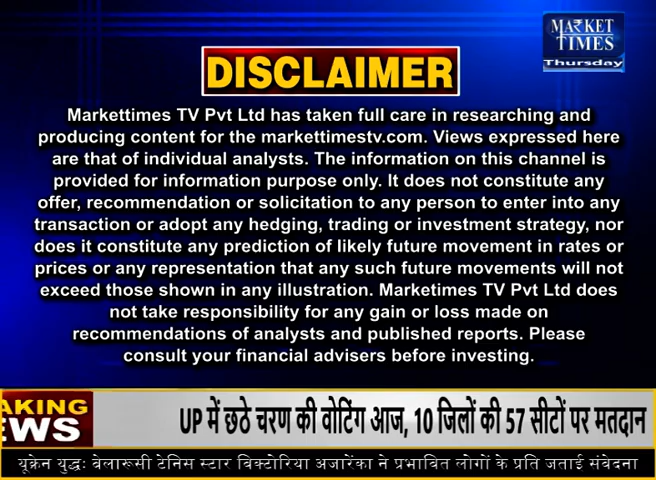 MARKET
TIMES
Thursday
DISCLAIMER
Markettimes TV Pvt Ltd has taken full care in researching and
producing content for the markettimestv.com. Views expressed here
are that of individual analysts. The information on this channel is
provided for information purpose only. It does not constitute any
offer, recommendation or solicitation to any person to enter into any
transaction or adopt any hedging, trading or investment strategy, nor
does it constitute any prediction of likely future movement in rates or
prices or any representation that any such future movements will not
exceed those shown in any illustration. Marketimes TV Pvt Ltd does
not take responsibility for any gain or loss made on
recommendations of analysts and published reports. Please
consult your financial advisers before investing.
AKING
EWS
UP में छठे चरण की वोटिंग आज, 10 जिलों की 57 सीटों पर मतदान
यूक्रेन युद्ध: बेलारूसी टेनिस स्टार विक्टोरिया अजारेंका ने प्रभावित लोगों के प्रति जताई संवेदना